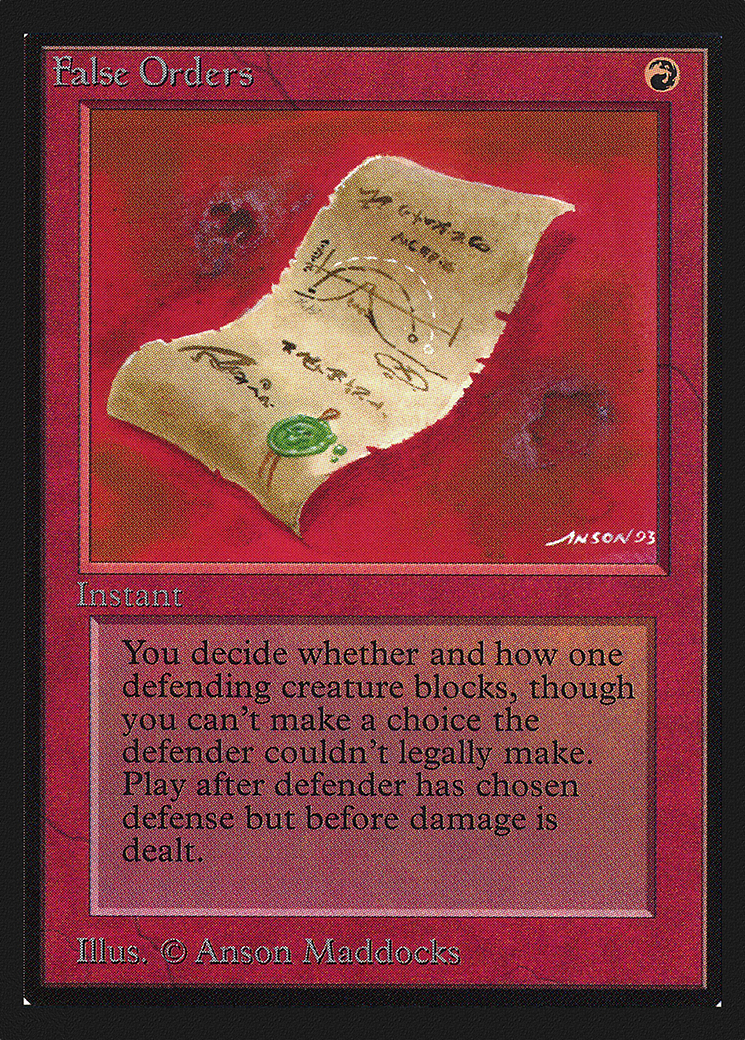 False Orders
ANSON 93
Instant
You decide whether and how one
defending creature blocks, though
you can't make a choice the
defender couldn't legally make.
Play after defender has chosen
defense but before damage is
dealt.
Illus. © Anson Maddocks